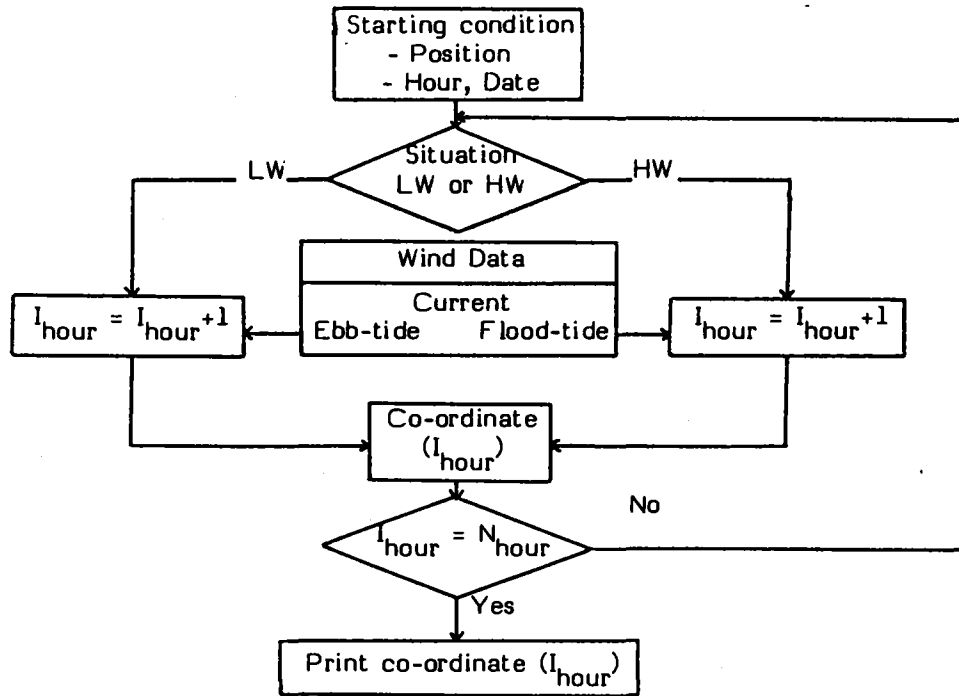 Starting condition
- Position
- Hour, Date
Situation
LW or HW
LW
HW
Wind Data
Current
Ebb-tide Flood-tide
I_hour = I_hour+1
I_hour = I_hour+1
Co-ordinate
(I_hour)
I_hour = N_hour
No
Yes
Print co-ordinate (I_hour)